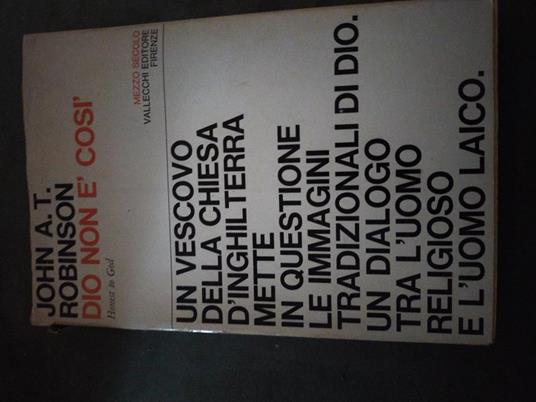 JOHN A.T.
ROBINSON
DIO NON E' COSI'
Honest to God
MEZZO SECOLO
VALLECCHI EDITORE
FIRENZE
UN VESCOVO
DELLA CHIESA
D'INGHILTERRA
METTE
IN QUESTIONE
LE IMMAGINI
TRADIZIONALI DI DIO.
UN DIALOGO
TRA L'UOMO
RELIGIOSO
E L'UOMO LAICO.